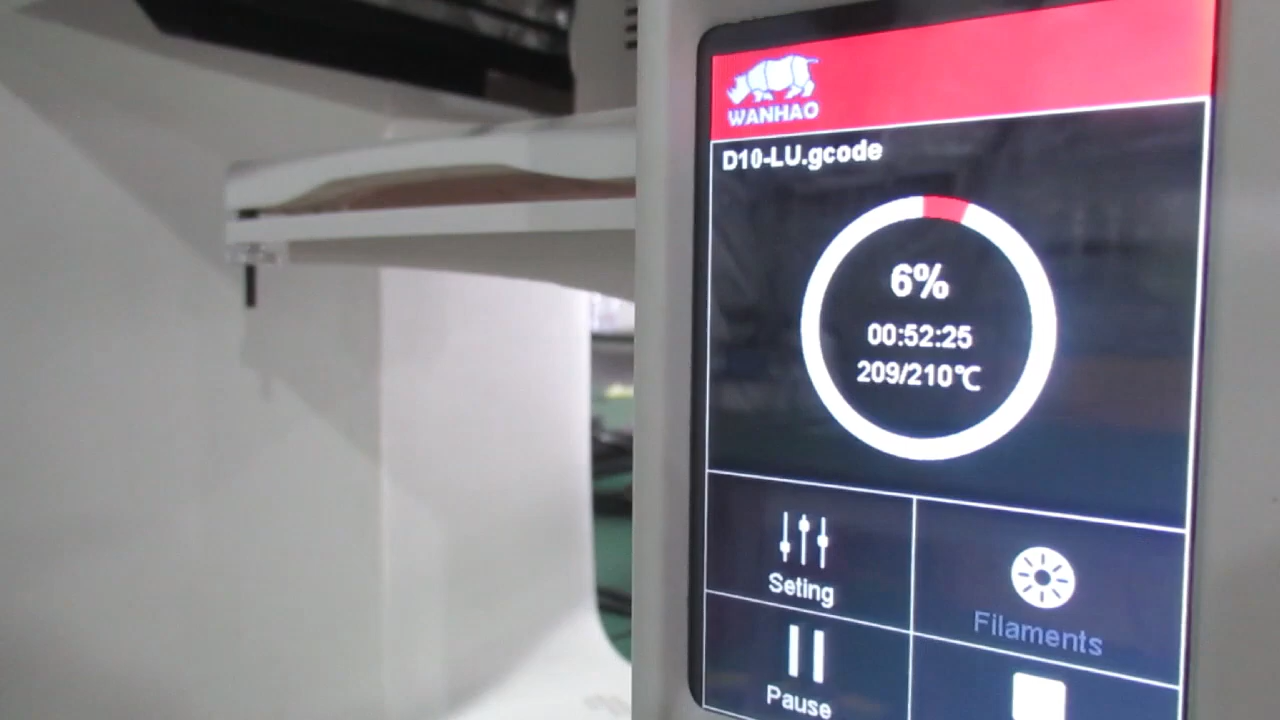 WANHAO
D10-LU.gcode
6%
00:52:25
209/210℃
Seting
Filaments
Pause